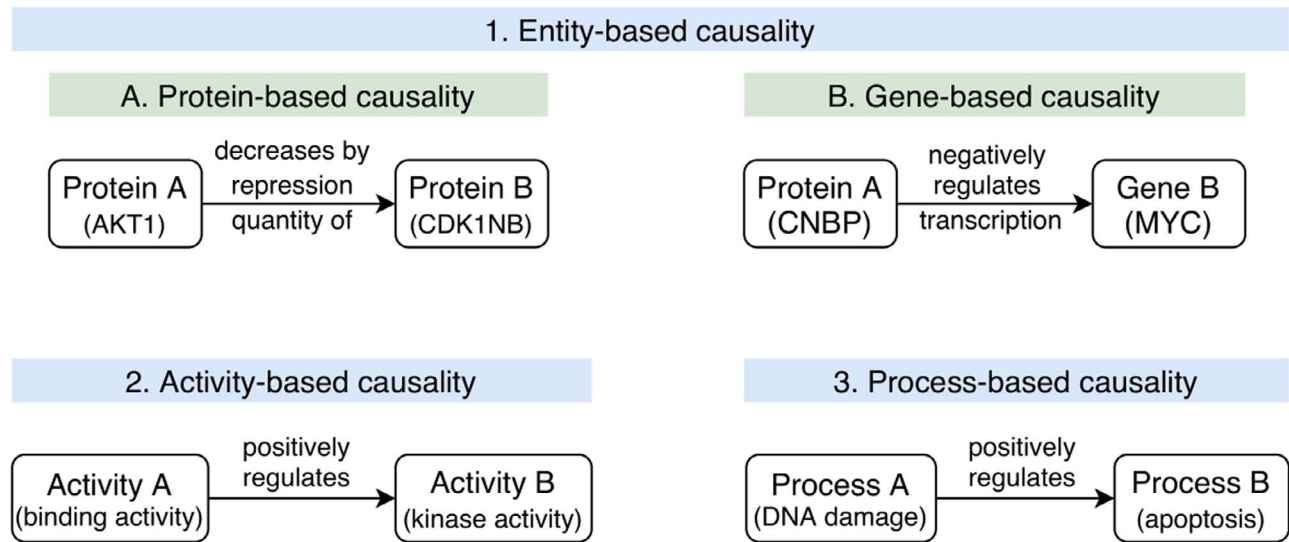 1. Entity-based causality
A. Protein-based causality
Protein A
(AKT1)
decreases by
repression
quantity of
Protein B
(CDK1NB)
B. Gene-based causality
Protein A
(CNBP)
negatively
regulates
transcription
Gene B
(MYC)
2. Activity-based causality
Activity A
(binding activity)
positively
regulates
Activity B
(kinase activity)
3. Process-based causality
Process A
(DNA damage)
positively
regulates
Process B
(apoptosis)